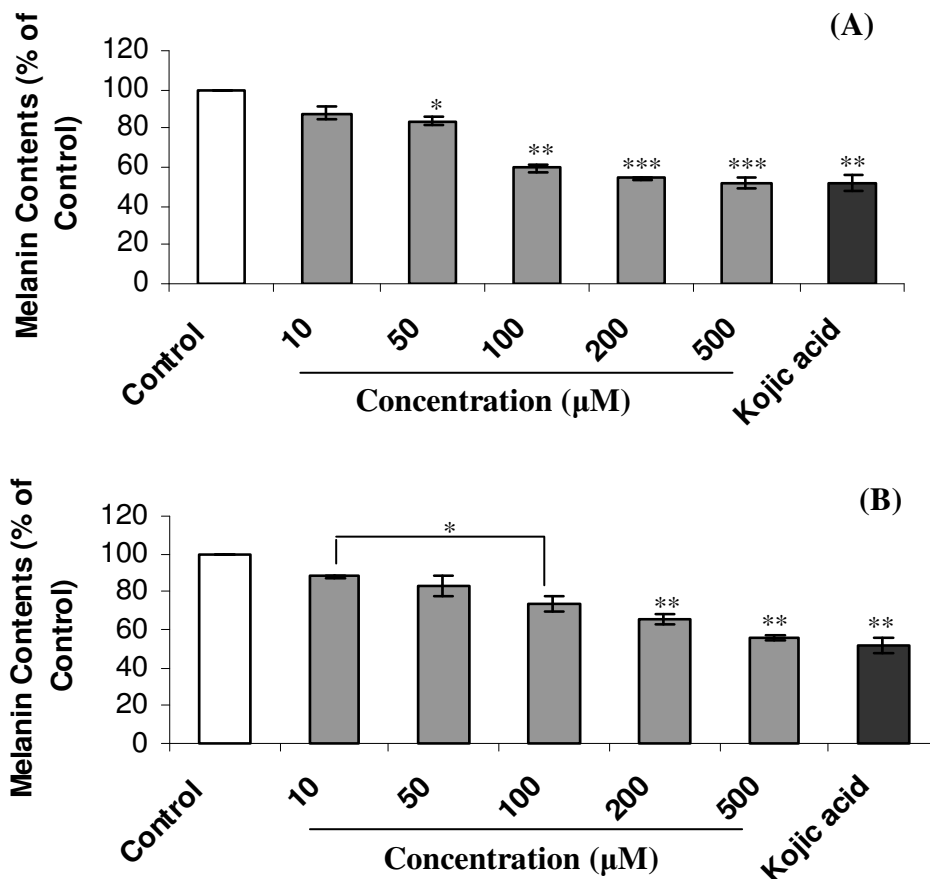 (A)
Melanin Contents (% of
Control)
120
100
80
60
40
20
0
*
**
***
***
**
Control
10
50
100
200
500
Kojic acid
Concentration (µM)
(B)
Melanin Contents (% of
Control)
120
100
80
60
40
20
0
*
**
**
**
Control
10
50
100
200
500
Kojic acid
Concentration (µM)